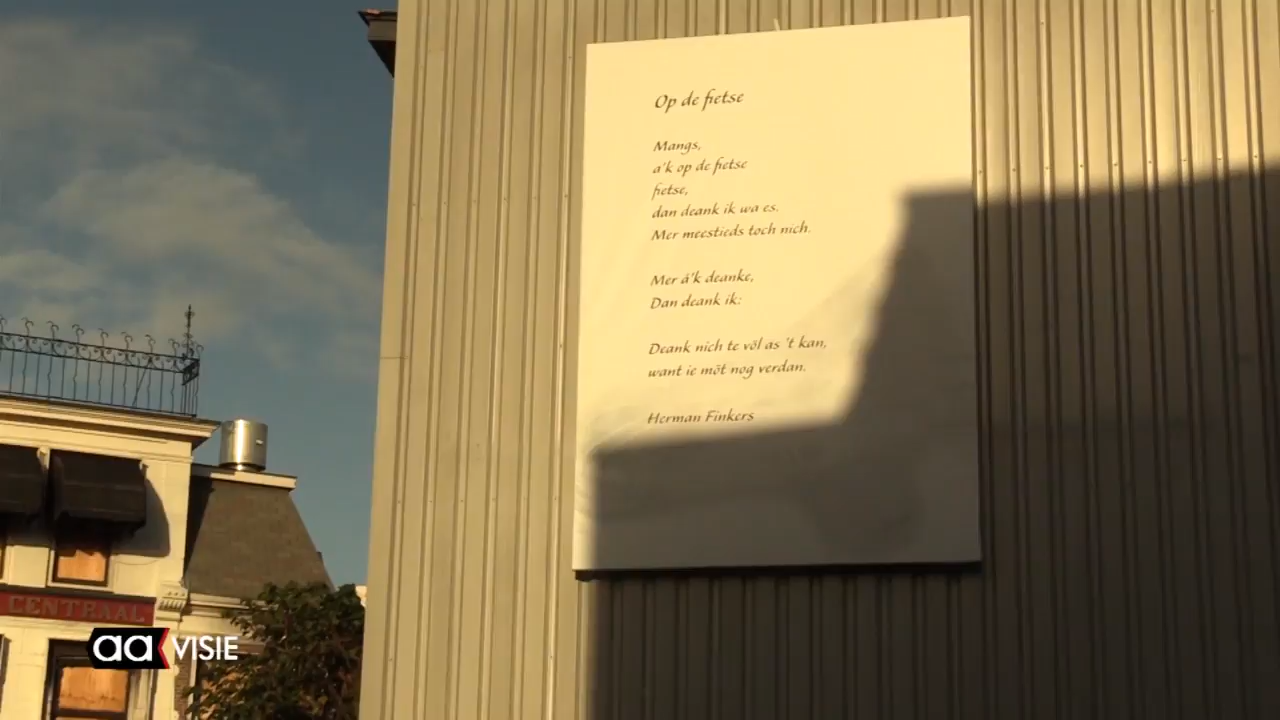 Op de fietse
Mangs,
a'k op de fietse
fietse,
dan deank ik wa es.
Mer meestieds toch nich.
Mer á'k deanke,
Dan deank ik:
Deank nich te völ as 't kan,
want ie möt nog verdan.
Herman Finkers
CENTRAAL
aa VISIE